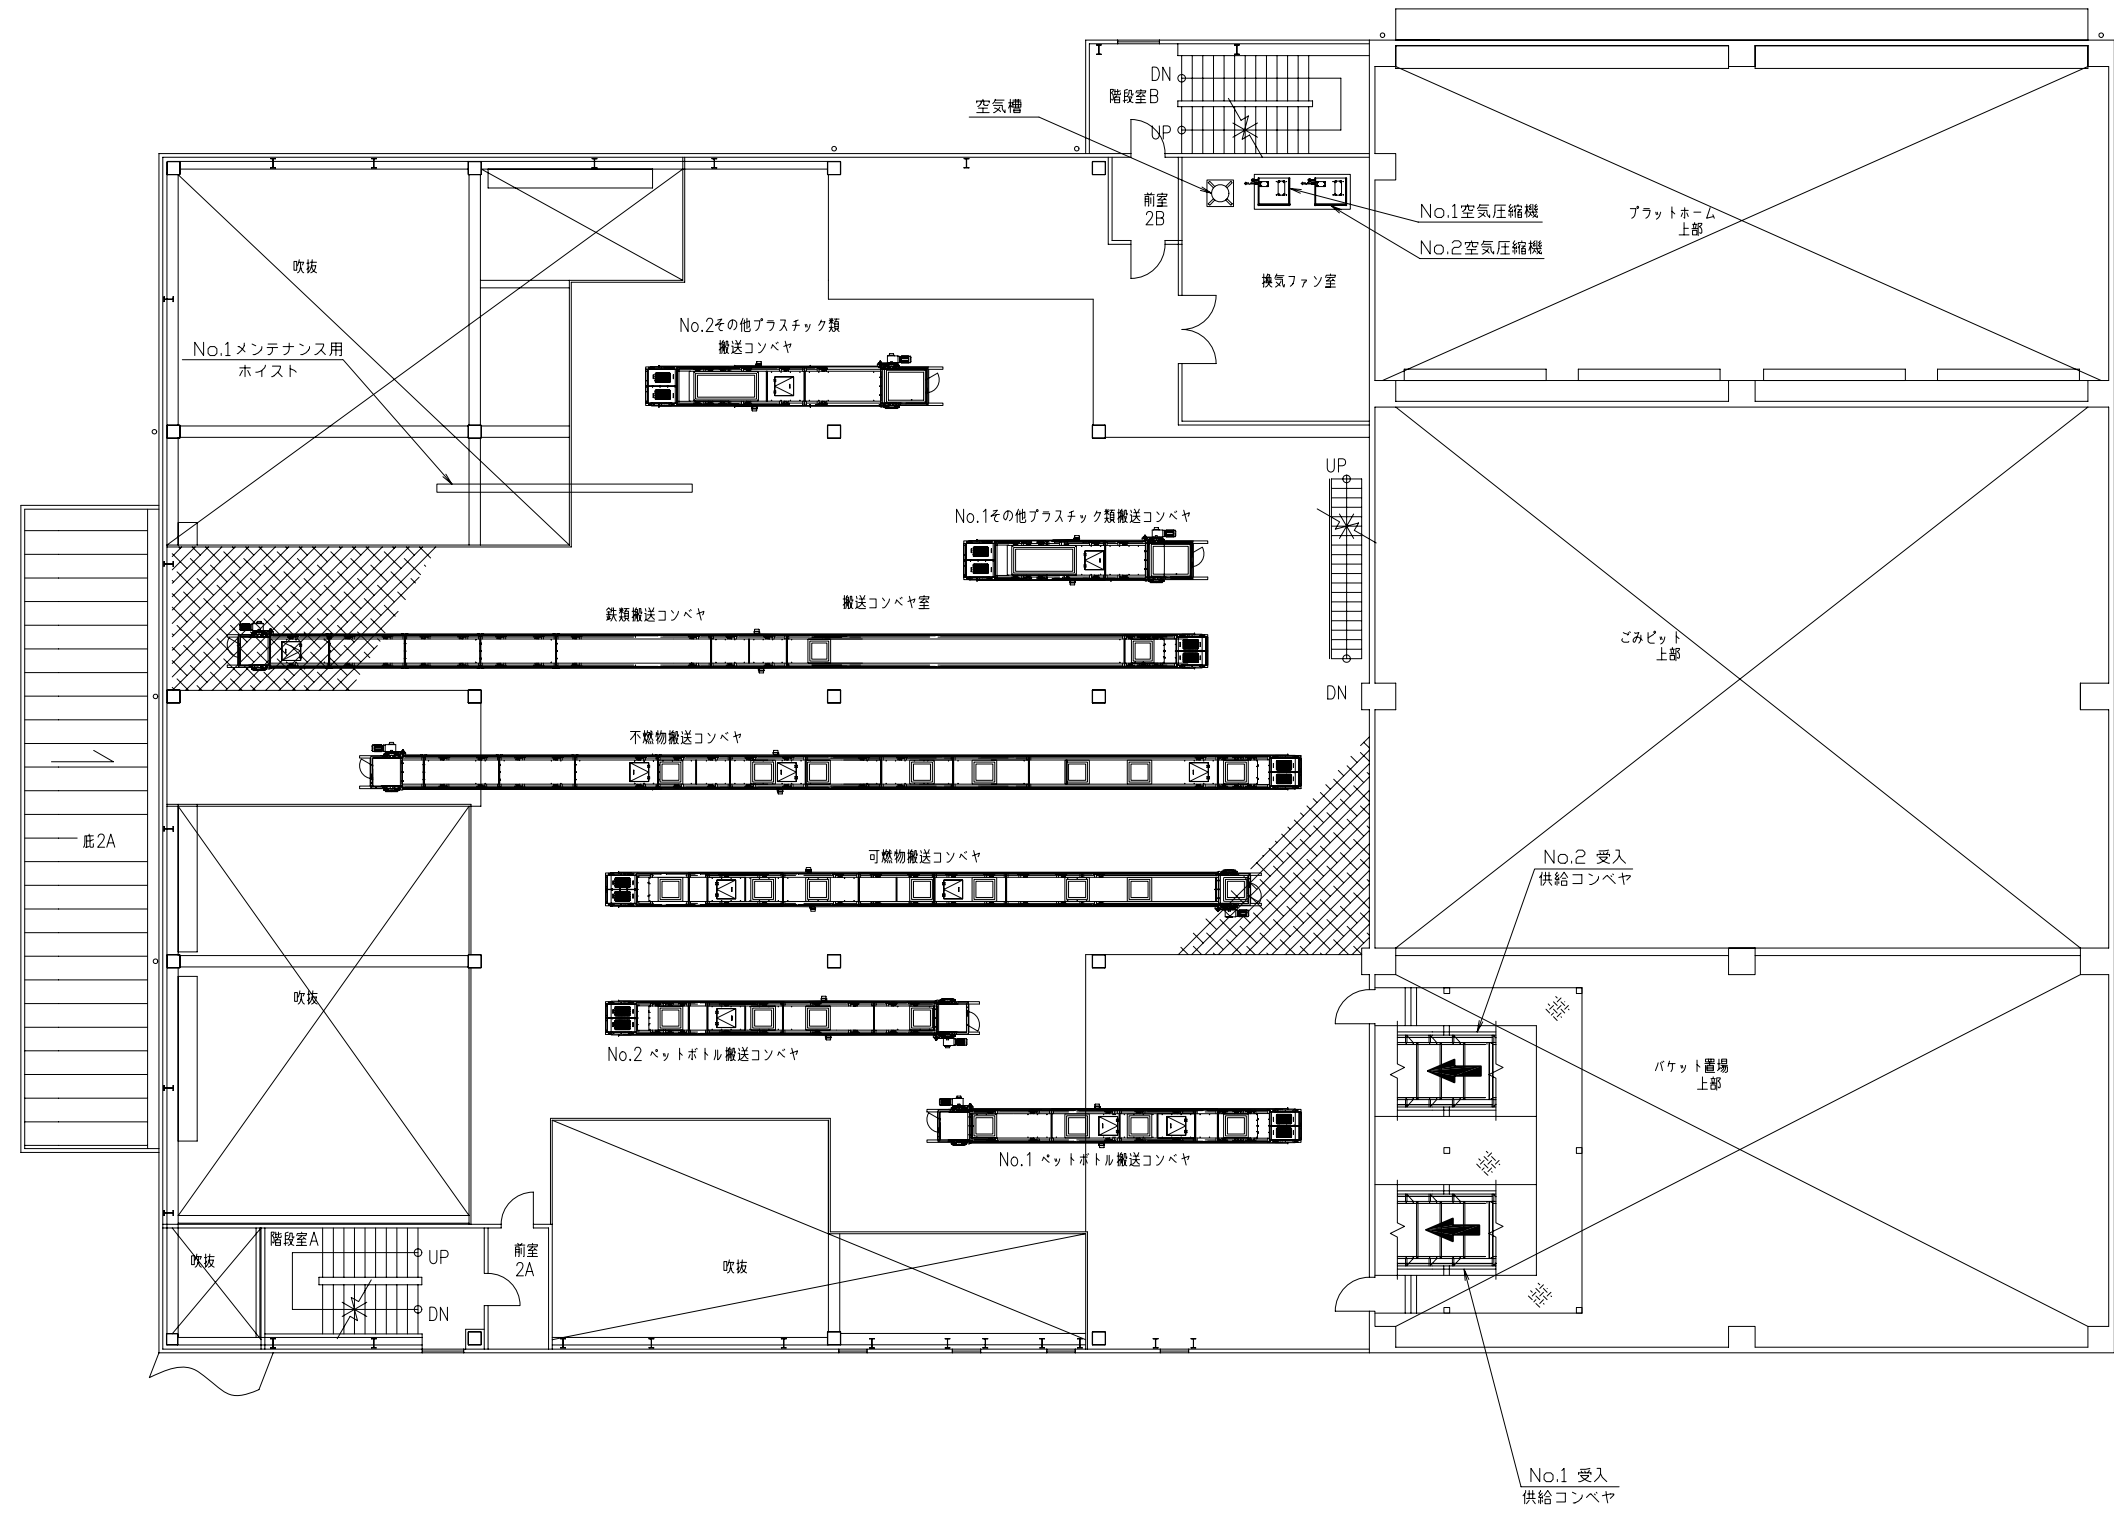 DN
階段室B
UP
空気槽
前室
2B
No.1空気圧縮機
No.2空気圧縮機
プラットホーム
上部
吹抜
換気ファン室
No.2その他プラスチック類
搬送コンベヤ
No.1メンテナンス用
ホイスト
UP
No.1その他プラスチック類搬送コンベヤ
搬送コンベヤ室
鉄類搬送コンベヤ
ごみピット
上部
DN
不燃物搬送コンベヤ
庇2A
可燃物搬送コンベヤ
No.2 受入
供給コンベヤ
吹抜
No.2 ペットボトル搬送コンベヤ
バケット置場
上部
No.1 ペットボトル搬送コンベヤ
階段室A
UP
前室
2A
吹抜
吹抜
DN
No.1 受入
供給コンベヤ